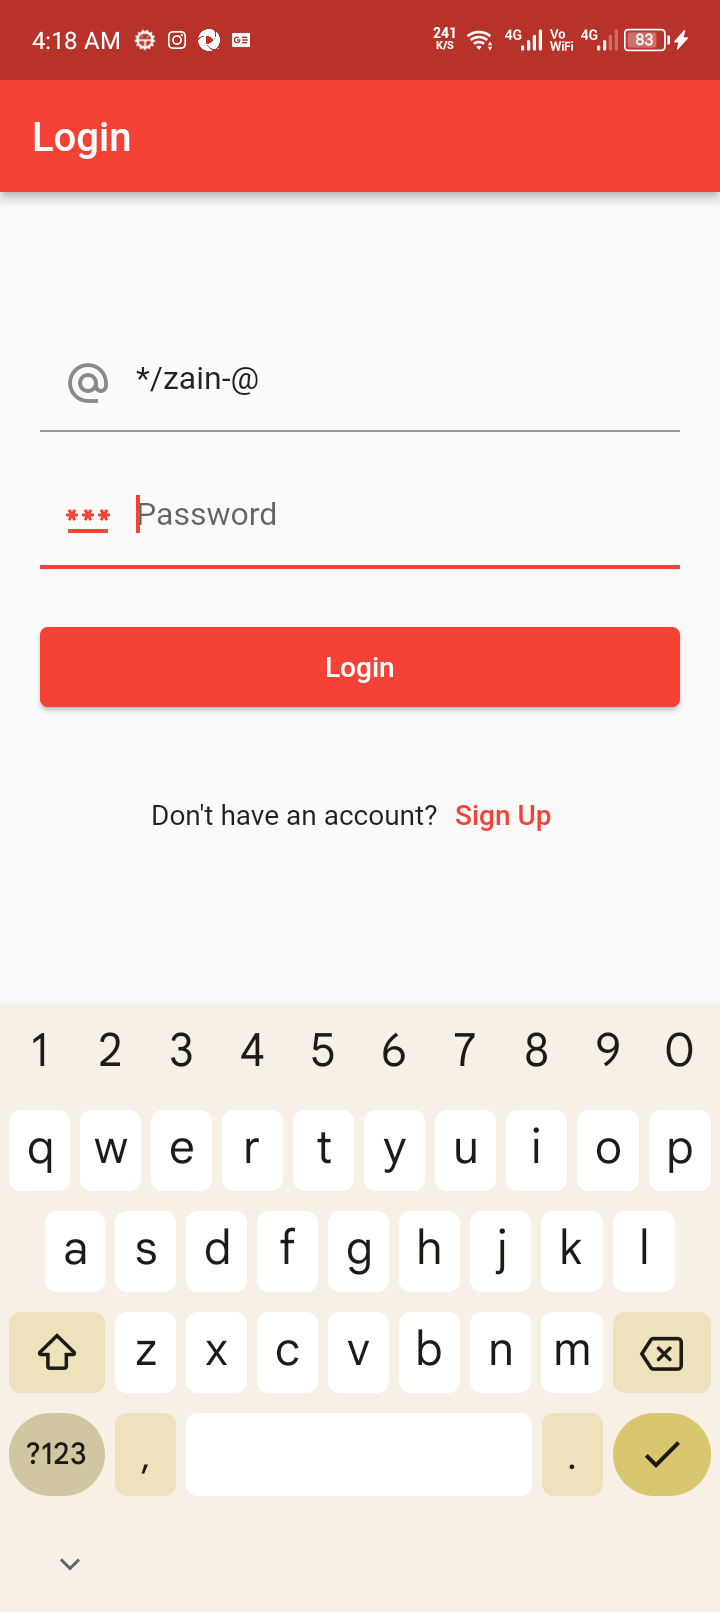 4:18 AM 241 K/S 4G Vo WiFi 4G 83
Login
*/zain-@
*** Password
Login
Don't have an account? Sign Up
1 2 3 4 5 6 7 8 9 0
q w e r t y u i o p
a s d f g h j k l
z x c v b n m
?123 , .